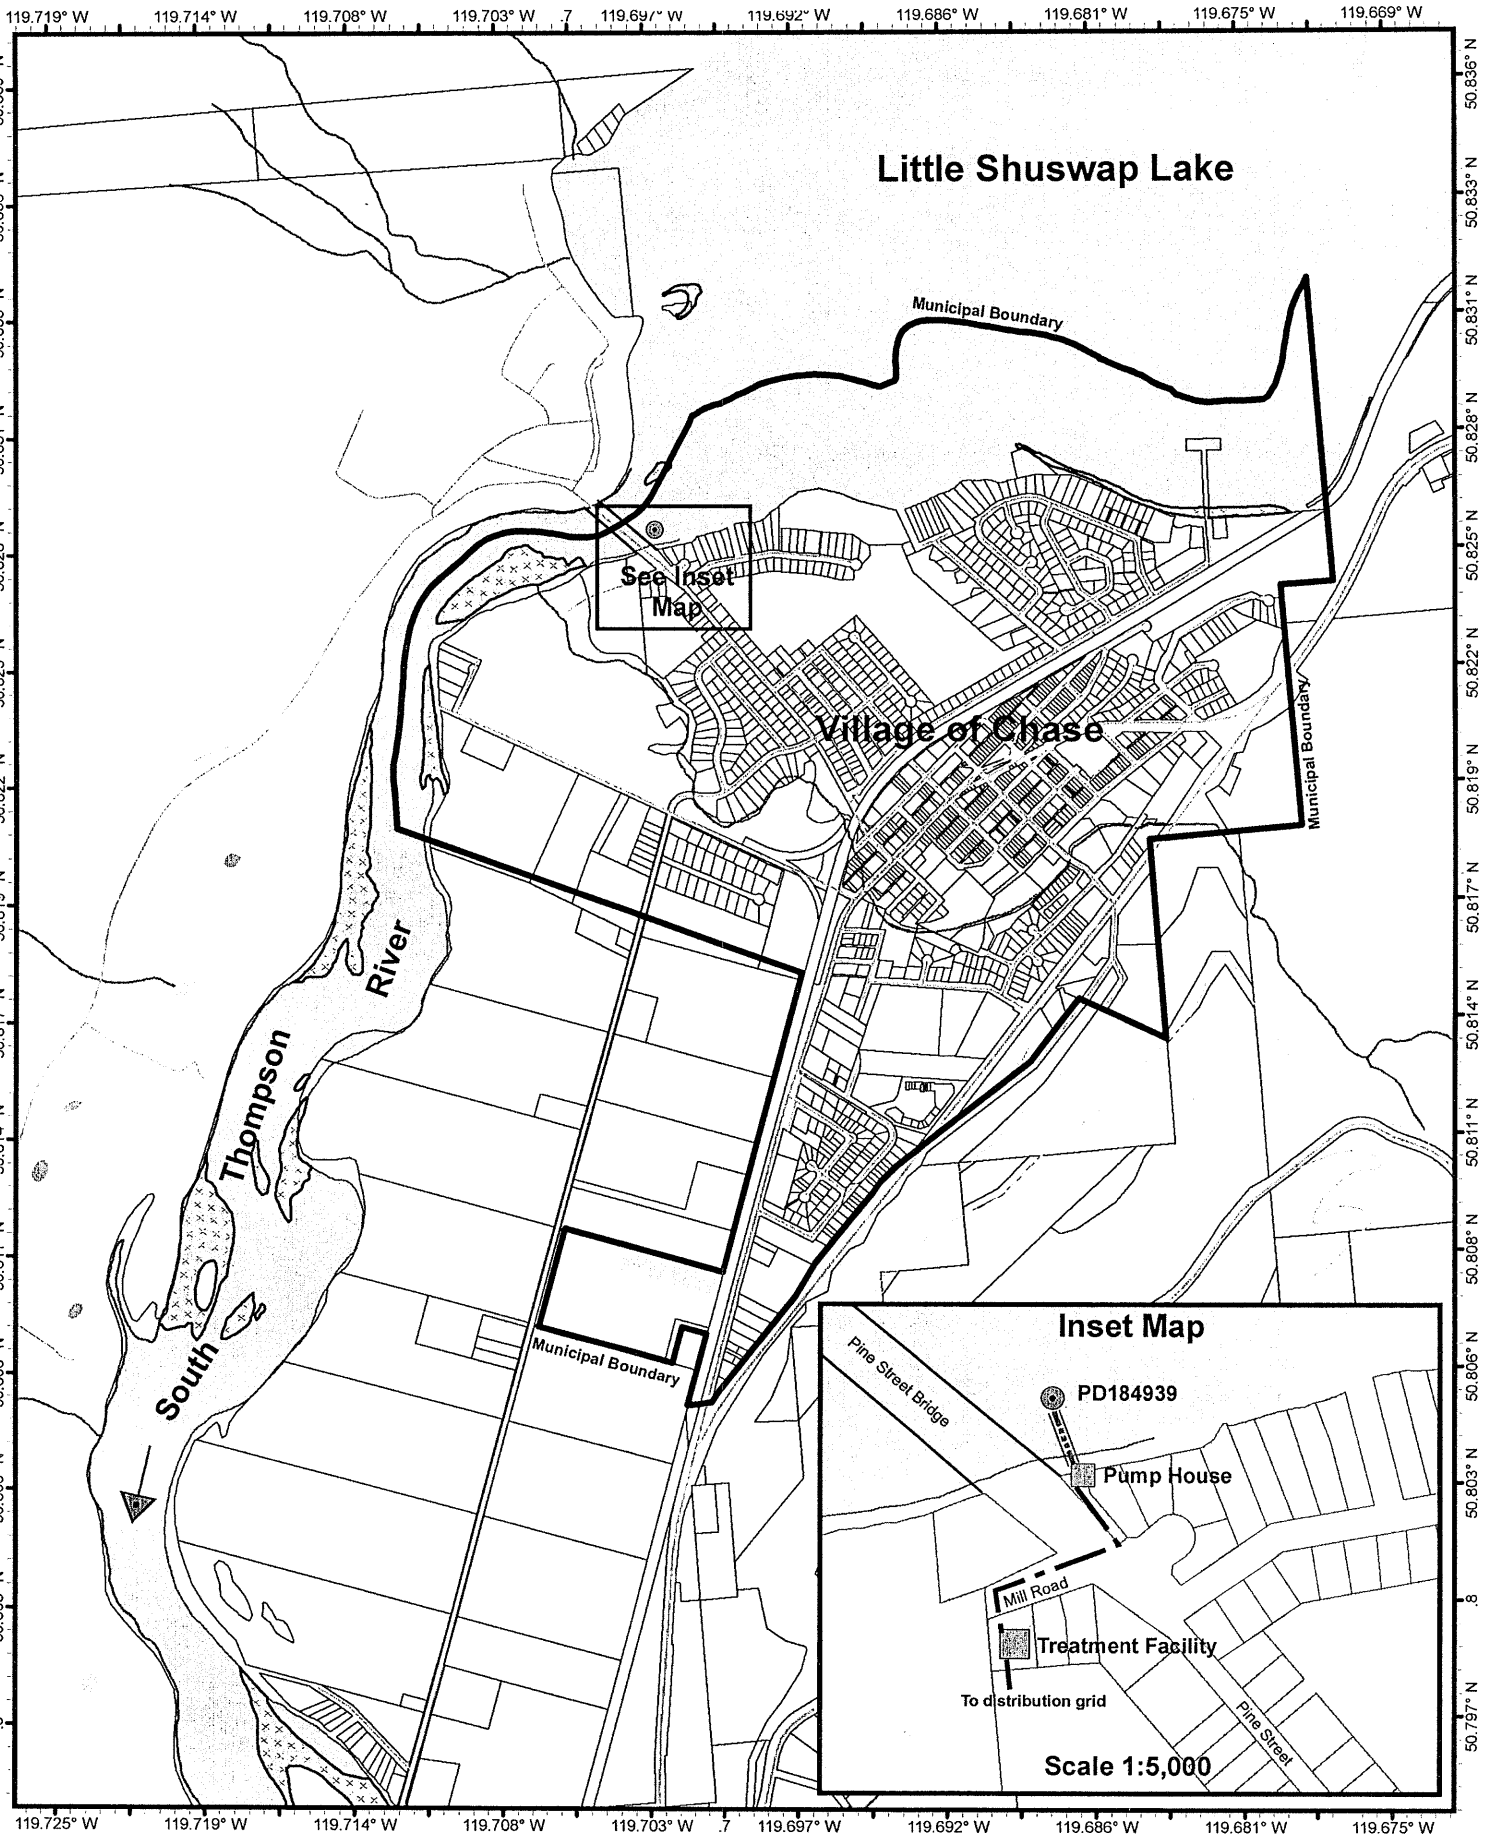 119.719° W
119.714° W
119.708° W
119.703° W
.7
119.697° W
119.692° W
119.686° W
119.681° W
119.675° W
119.669° W
50.836° N
50.833° N
50.831° N
50.828° N
50.825° N
50.822° N
50.819° N
50.817° N
50.814° N
50.811° N
50.808° N
50.806° N
50.803° N
.8
50.797° N
Little Shuswap Lake
Municipal Boundary
See Inset
Map
Village of Chase
Municipal Boundary
River
Thompson
South
Municipal Boundary
Inset Map
Pine Street Bridge
PD184939
Pump House
Mill Road
Treatment Facility
To distribution grid
Pine Street
Scale 1:5,000
119.725° W
119.719° W
119.714° W
119.708° W
119.703° W
.7
119.697° W
119.692° W
119.686° W
119.681° W
119.675° W